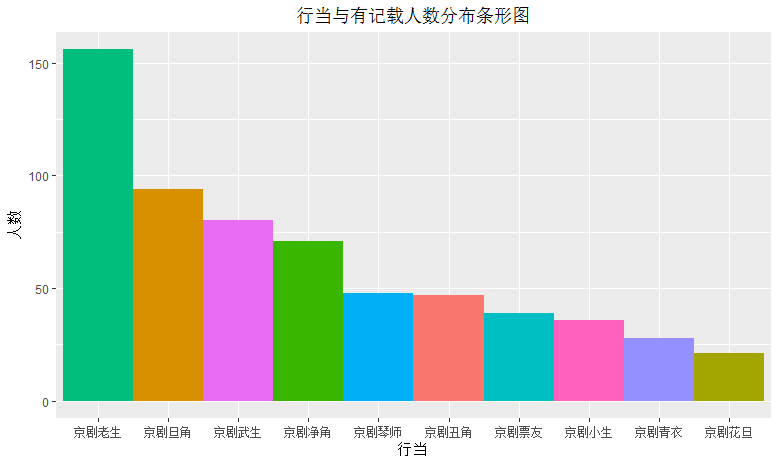 行当与有记载人数分布条形图
人数
150
100
50
0
京剧老生 京剧旦角 京剧武生 京剧净角 京剧琴师 京剧丑角 京剧票友 京剧小生 京剧青衣 京剧花旦
行当